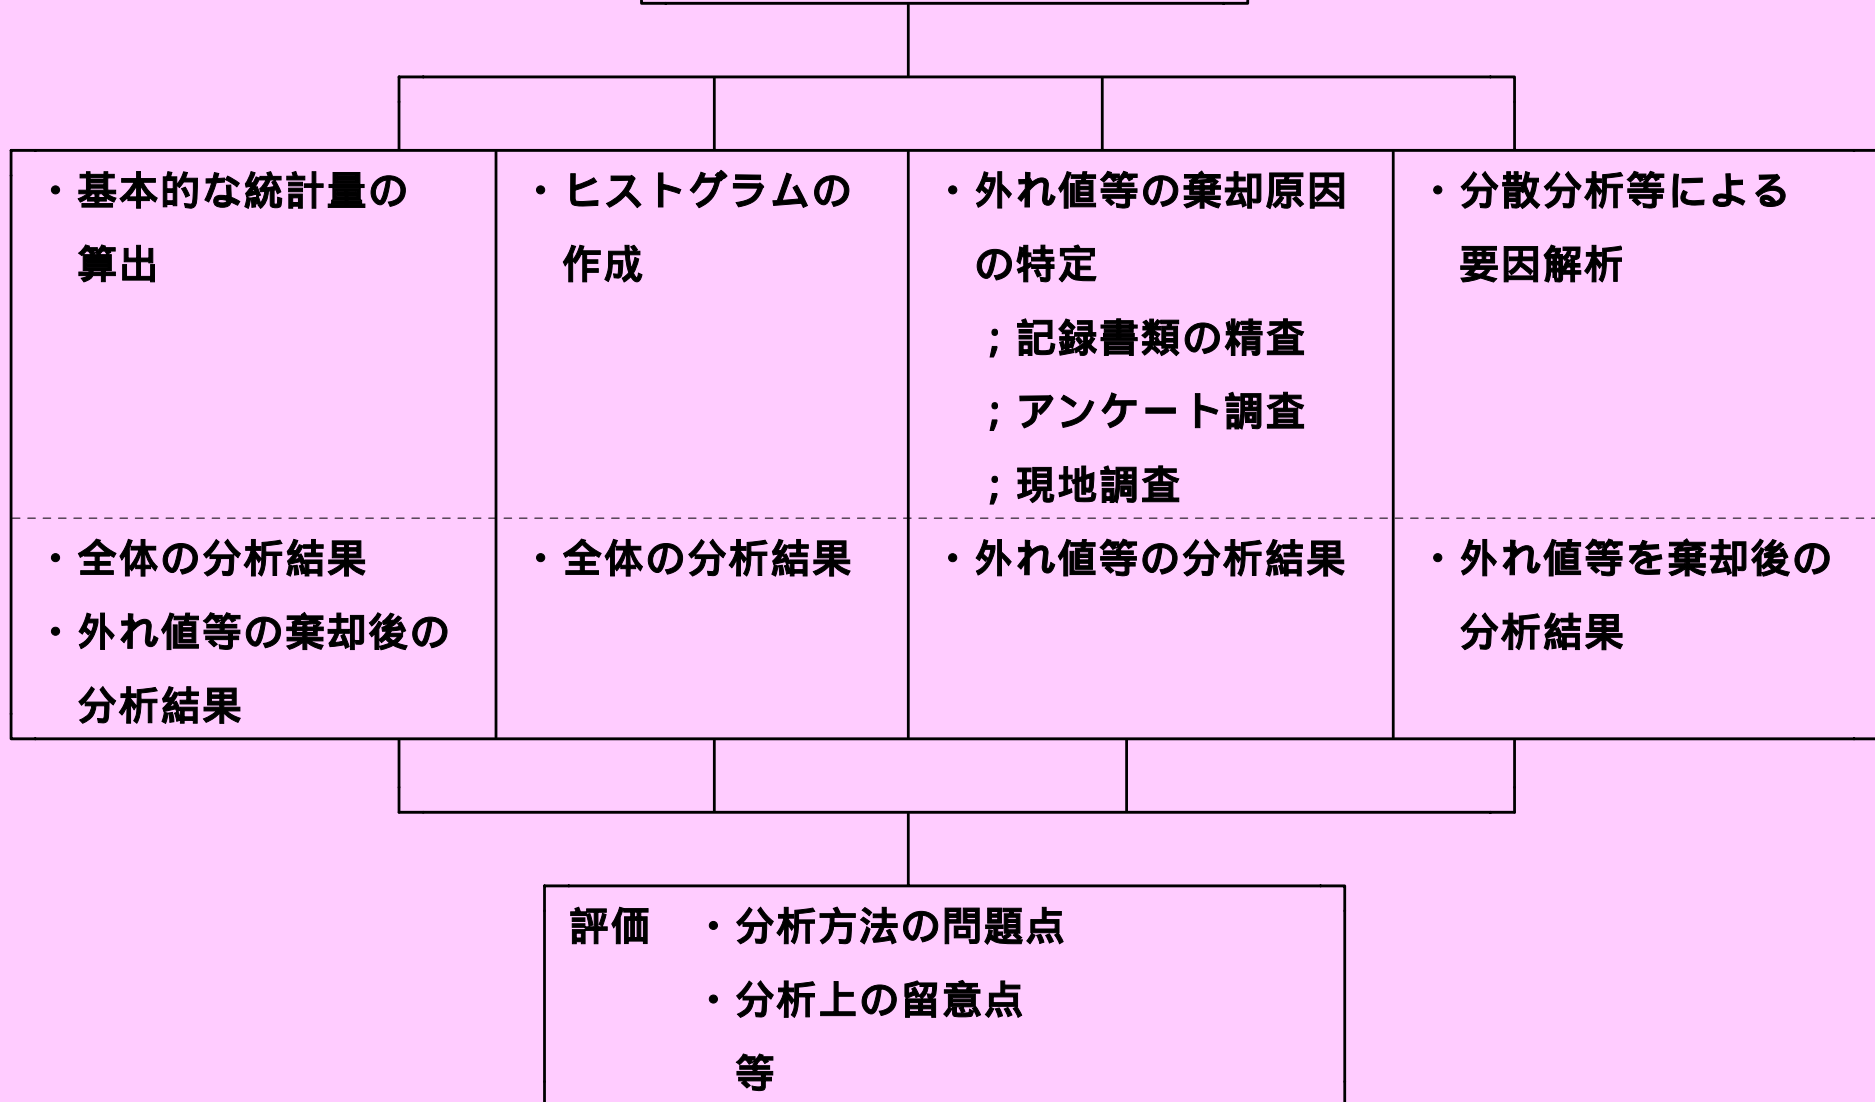 ・基本的な統計量の
算出
・ヒストグラムの
作成
・外れ値等の棄却原因
の特定
；記録書類の精査
；アンケート調査
；現地調査
・分散分析等による
要因解析
・全体の分析結果
・外れ値等の棄却後の
分析結果
・全体の分析結果
・外れ値等の分析結果
・外れ値等を棄却後の
分析結果
評価　・分析方法の問題点
・分析上の留意点
等